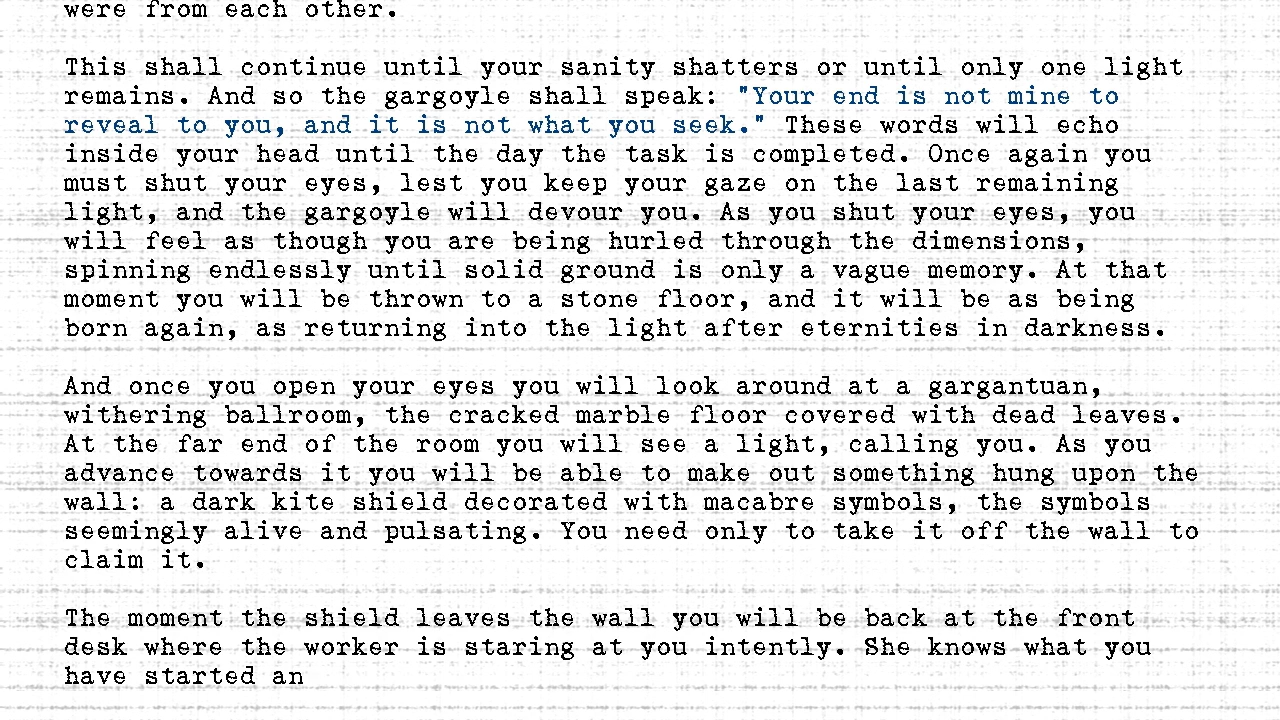 were from each other.
This shall continue until your sanity shatters or until only one light
remains. And so the gargoyle shall speak: "Your end is not mine to
reveal to you, and it is not what you seek." These words will echo
inside your head until the day the task is completed. Once again you
must shut your eyes, lest you keep your gaze on the last remaining
light, and the gargoyle will devour you. As you shut your eyes, you
will feel as though you are being hurled through the dimensions,
spinning endlessly until solid ground is only a vague memory. At that
moment you will be thrown to a stone floor, and it will be as being
born again, as returning into the light after eternities in darkness.
And once you open your eyes you will look around at a gargantuan,
withering ballroom, the cracked marble floor covered with dead leaves.
At the far end of the room you will see a light, calling you. As you
advance towards it you will be able to make out something hung upon the
wall: a dark kite shield decorated with macabre symbols, the symbols
seemingly alive and pulsating. You need only to take it off the wall to
claim it.
The moment the shield leaves the wall you will be back at the front
desk where the worker is staring at you intently. She knows what you
have started an